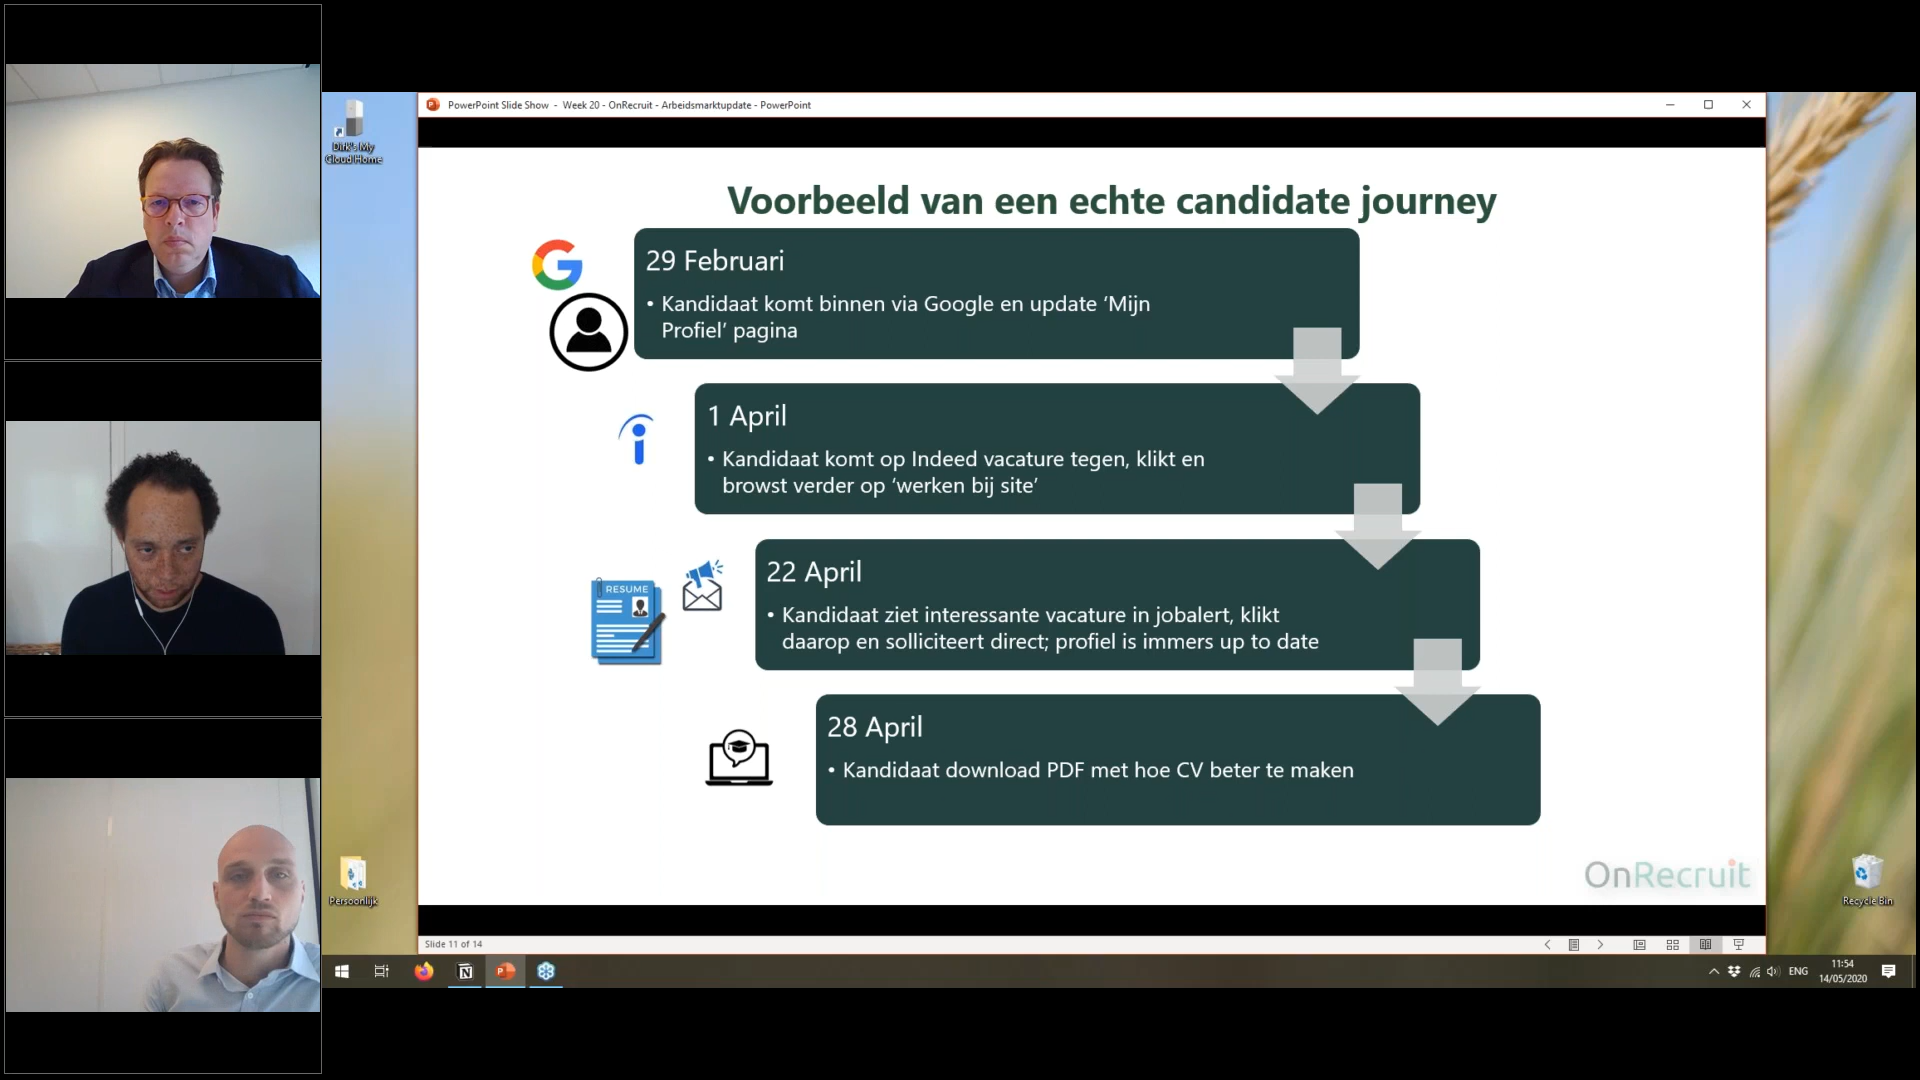 Dirk's My
Cloud Home
PowerPoint Slide Show - Week 20 - OnRecruit - Arbeidsmarktupdate - PowerPoint
Voorbeeld van een echte candidate journey
29 Februari
• Kandidaat komt binnen via Google en update ‘Mijn
Profiel’ pagina
1 April
• Kandidaat komt op Indeed vacature tegen, klikt en
browst verder op ‘werken bij site’
RESUME
22 April
• Kandidaat ziet interessante vacature in jobalert, klikt
daarop en solliciteert direct; profiel is immers up to date
28 April
• Kandidaat download PDF met hoe CV beter te maken
OnRecruit
Persoonlijk
Recycle Bin
Slide 11 of 14
ENG
11:54
14/05/2020